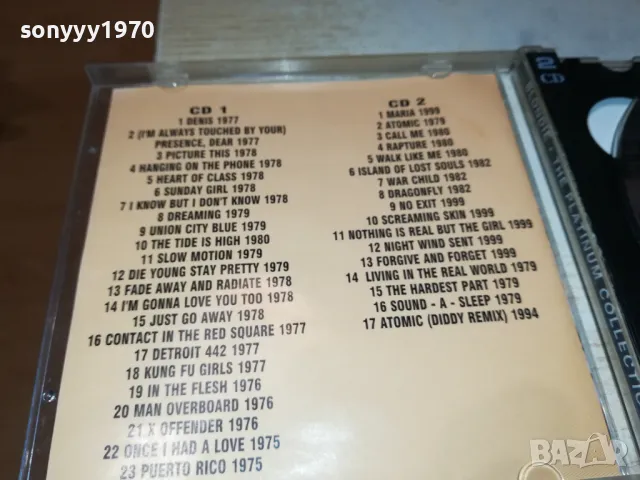 sonyyy1970
CD 1
1 DENIS 1977
2 (I'M ALWAYS TOUCHED BY YOUR)
PRESENCE, DEAR 1977
3 PICTURE THIS 1978
4 HANGING ON THE PHONE 1978
5 HEART OF CLASS 1978
6 SUNDAY GIRL 1978
7 I KNOW BUT I DON'T KNOW 1978
8 DREAMING 1979
9 UNION CITY BLUE 1979
10 THE TIDE IS HIGH 1980
11 SLOW MOTION 1979
12 DIE YOUNG STAY PRETTY 1979
13 FADE AWAY AND RADIATE 1978
14 I'M GONNA LOVE YOU TOO 1978
15 JUST GO AWAY 1978
16 CONTACT IN THE RED SQUARE 1977
17 DETROIT 442 1977
18 KUNG FU GIRLS 1977
19 IN THE FLESH 1976
20 MAN OVERBOARD 1976
21 X OFFENDER 1976
22 ONCE I HAD A LOVE 1975
23 PUERTO RICO 1975
CD 2
1 MARIA 1999
2 ATOMIC 1979
3 CALL ME 1980
4 RAPTURE 1980
5 WALK LIKE ME 1980
6 ISLAND OF LOST SOULS 1982
7 WAR CHILD 1982
8 DRAGONFLY 1982
9 NO EXIT 1999
10 SCREAMING SKIN 1999
11 NOTHING IS REAL BUT THE GIRL 1999
12 NIGHT WIND SENT 1999
13 FORGIVE AND FORGET 1999
14 LIVING IN THE REAL WORLD 1979
15 THE HARDEST PART 1979
16 SOUND - A - SLEEP 1979
17 ATOMIC (DIDDY REMIX) 1994
2 CD
BLONDIE - THE PLATINUM COLLECTIO
BAZAR
.bg